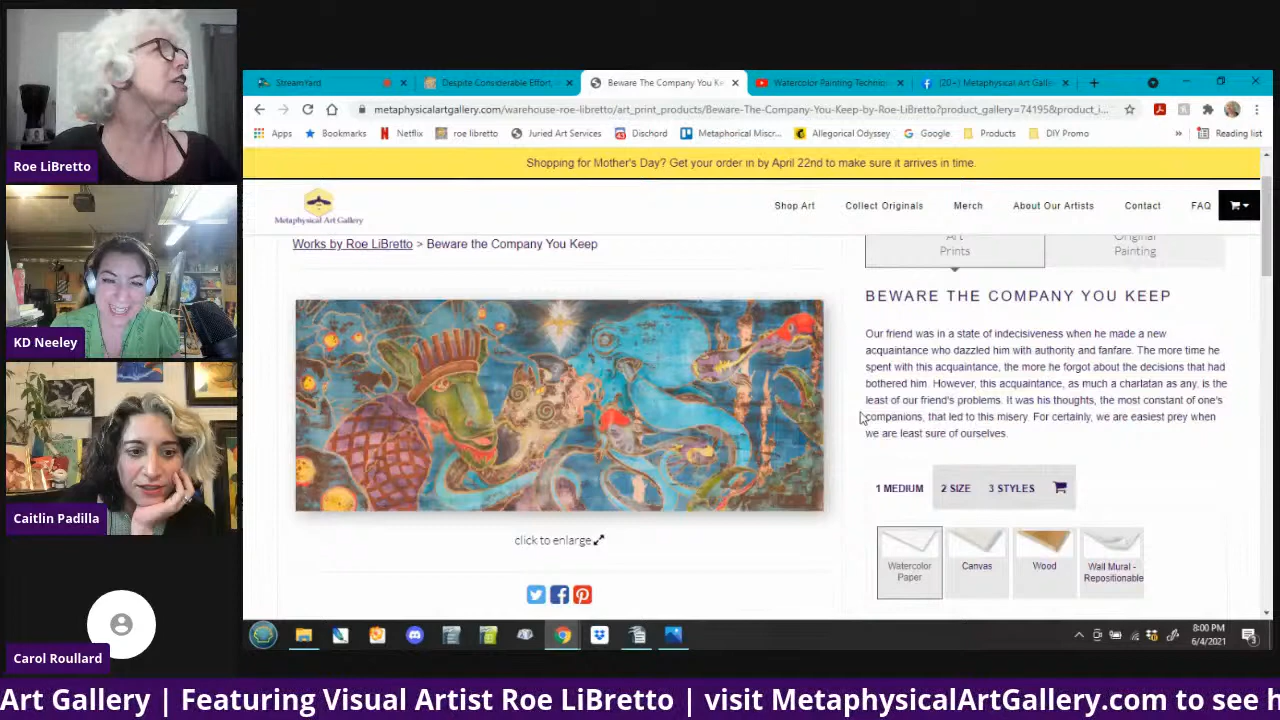 Roe LiBretto
KD Neeley
Caitlin Padilla
Carol Roullard
StreamYard
Despite Considerable Effort
Beware The Company You Ke
Watercolor Painting Techniq
(20+) Metaphysical Art Galle
metaphysicalartgallery.com/warehouse-roe-libretto/art_print_products/Beware-The-Company-You-Keep-by-Roe-LiBretto?product_gallery=74195&product_i...
Apps Bookmarks Netflix roe libretto Juried Art Services Dischord Metaphorical Miscr... Allegorical Odyssey Google Products DIY Promo » Reading list
Shopping for Mother's Day? Get your order in by April 22nd to make sure it arrives in time.
Metaphysical Art Gallery
Shop Art Collect Originals Merch About Our Artists Contact FAQ
Works by Roe LiBretto > Beware the Company You Keep
Art
Prints
Original
Painting
BEWARE THE COMPANY YOU KEEP
Our friend was in a state of indecisiveness when he made a new
acquaintance who dazzled him with authority and fanfare. The more time he
spent with this acquaintance, the more he forgot about the decisions that had
bothered him. However, this acquaintance, as much a charlatan as any, is the
least of our friend's problems. It was his thoughts, the most constant of one's
companions, that led to this misery. For certainly, we are easiest prey when
we are least sure of ourselves.
1 MEDIUM 2 SIZE 3 STYLES
Watercolor
Paper
Canvas
Wood
Wall Mural -
Repositionable
click to enlarge
8:00 PM
6/4/2021
Art Gallery | Featuring Visual Artist Roe LiBretto | visit MetaphysicalArtGallery.com to see h